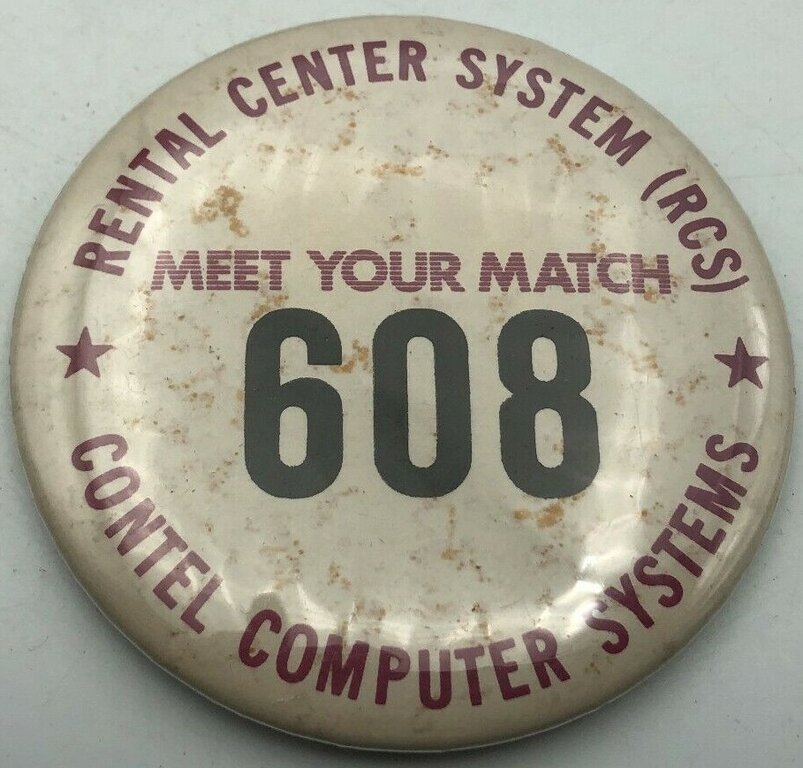 RENTAL CENTER SYSTEM (RCS)
MEET YOUR MATCH
608
CONTEL COMPUTER SYSTEMS